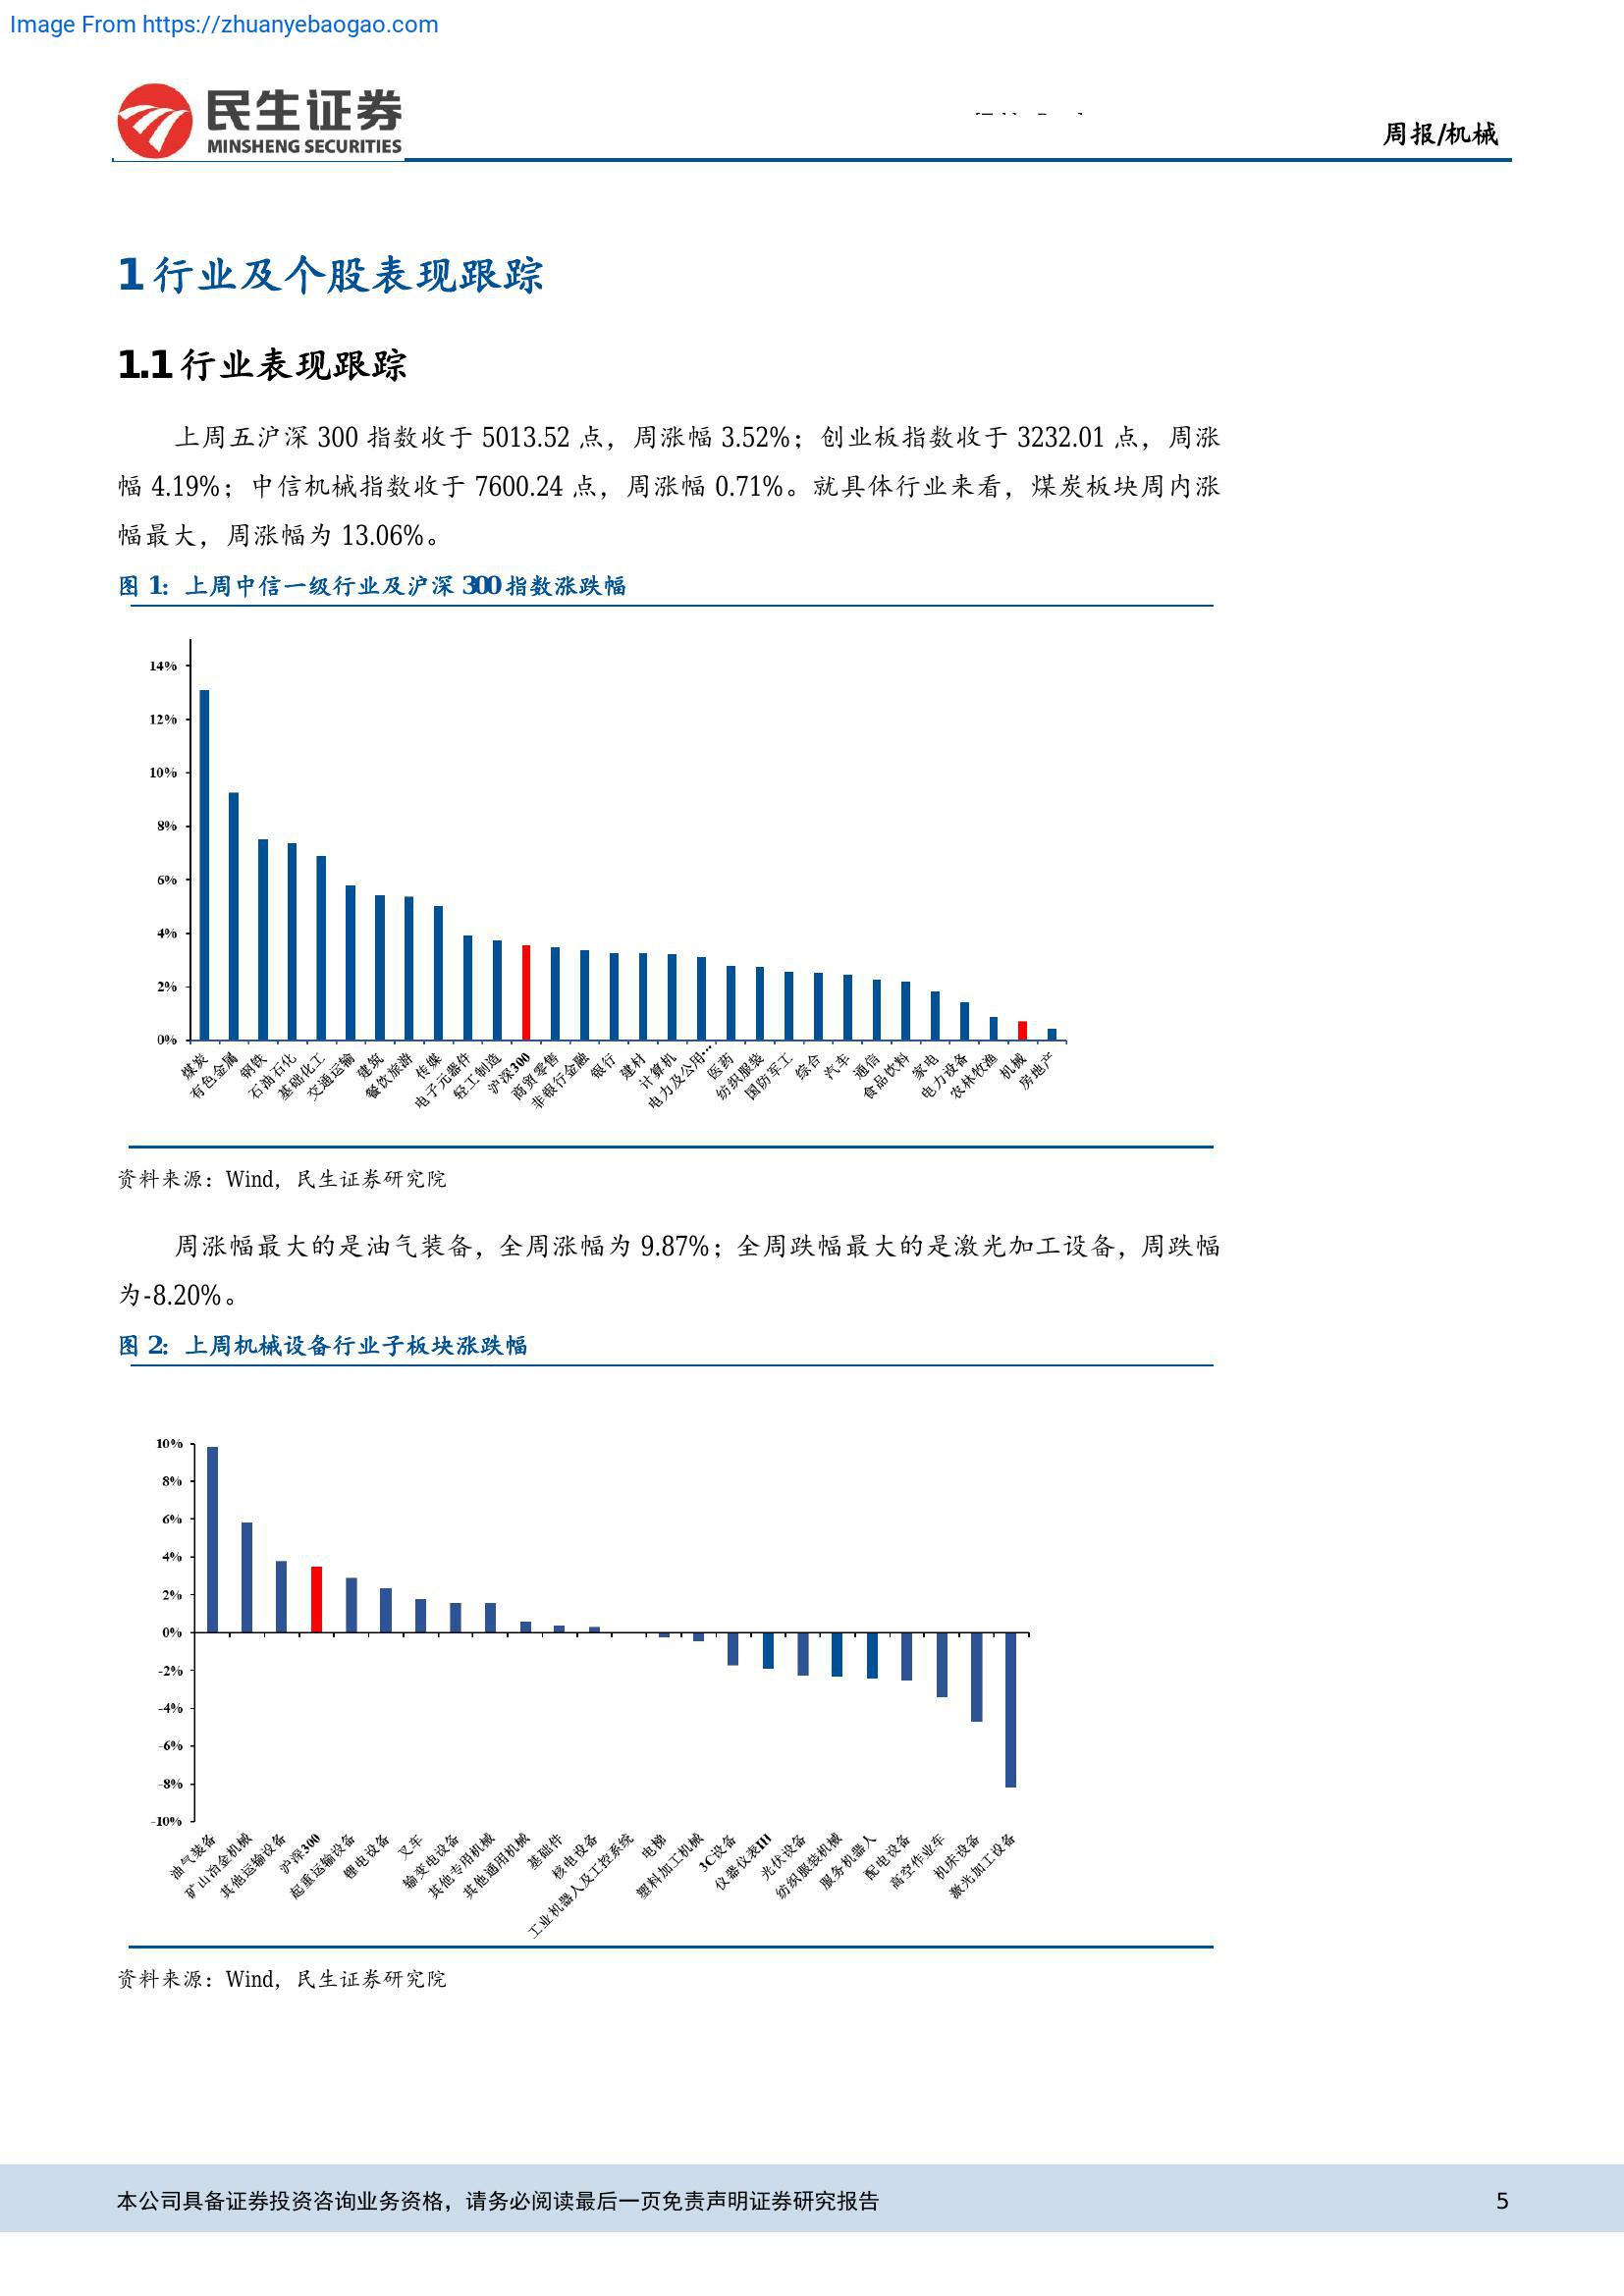 Image From https://zhuanyebaogao.com
民生证券
MINSHENG SECURITIES
周报/机械
1 行业及个股表现跟踪
1.1 行业表现跟踪
上周五沪深 300 指数收于 5013.52 点，周涨幅 3.52%；创业板指数收于 3232.01 点，周涨
幅 4.19%；中信机械指数收于 7600.24 点，周涨幅 0.71%。就具体行业来看，煤炭板块周内涨
幅最大，周涨幅为 13.06%。
图 1：上周中信一级行业及沪深 300 指数涨跌幅
14%
12%
10%
8%
6%
4%
2%
0%
煤炭
有色金属
钢铁
石油石化
基础化工
交通运输
建筑
餐饮旅游
传媒
电子元器件
轻工制造
沪深300
商贸零售
非银行金融
银行
建材
计算机
电力及公用…
医药
纺织服装
国防军工
综合
汽车
通信
食品饮料
家电
电力设备
农林牧渔
机械
房地产
资料来源：Wind，民生证券研究院
周涨幅最大的是油气装备，全周涨幅为 9.87%；全周跌幅最大的是激光加工设备，周跌幅
为-8.20%。
图 2：上周机械设备行业子板块涨跌幅
10%
8%
6%
4%
2%
0%
-2%
-4%
-6%
-8%
-10%
油气装备
矿山冶金机械
其他运输设备
沪深300
起重运输设备
锂电设备
叉车
输变电设备
其他专用机械
其他通用机械
基础件
核电设备
工业机器人及工控系统
电梯
塑料加工机械
3C设备
仪器仪表III
光伏设备
纺织服装机械
服务机器人
配电设备
高空作业车
机床设备
激光加工设备
资料来源：Wind，民生证券研究院
本公司具备证券投资咨询业务资格，请务必阅读最后一页免责声明证券研究报告
5